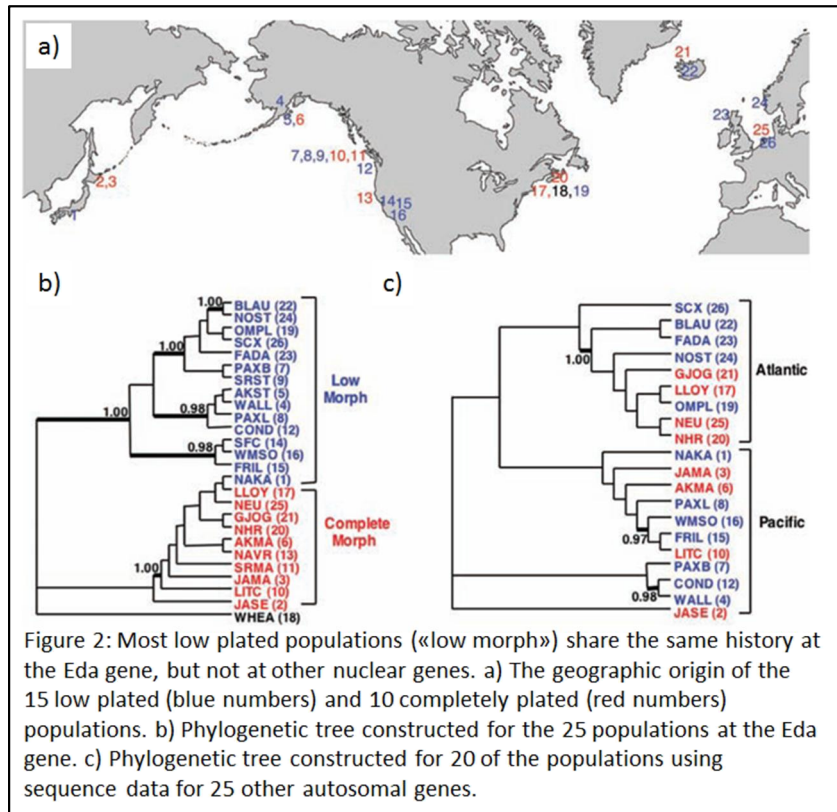 a)
21
22
4
5,6
23
24
25
26
7,8,9,10,11
12
2,3
20
13
14
15
17,18,19
1
16
b)
c)
1.00
BLAU (22)
NOST (24)
OMPL (19)
1.00
SCX (26)
FADA (23)
PAXB (7)
SRST (9)
Low
Morph
AKST (5)
1.00
0.98
WALL (4)
PAXL (8)
COND (12)
0.98
SFC (14)
WMSO (16)
FRIL (15)
NAKA (1)
LLOY (17)
NEU (25)
GJOG (21)
Complete
Morph
NHR (20)
AKMA (6)
NAVR (13)
1.00
SRMA (11)
JAMA (3)
LITC (10)
JASE (2)
WHEA (18)
SCX (26)
BLAU (22)
FADA (23)
1.00
NOST (24)
Atlantic
GJOG (21)
LLOY (17)
OMPL (19)
NEU (25)
NHR (20)
NAKA (1)
JAMA (3)
AKMA (6)
PAXL (8)
Pacific
WMSO (16)
0.97
FRIL (15)
LITC (10)
PAXB (7)
COND (12)
0.98
WALL (4)
JASE (2)
Figure 2: Most low plated populations («low morph») share the same history at
the Eda gene, but not at other nuclear genes. a) The geographic origin of the
15 low plated (blue numbers) and 10 completely plated (red numbers)
populations. b) Phylogenetic tree constructed for the 25 populations at the Eda
gene. c) Phylogenetic tree constructed for 20 of the populations using
sequence data for 25 other autosomal genes.